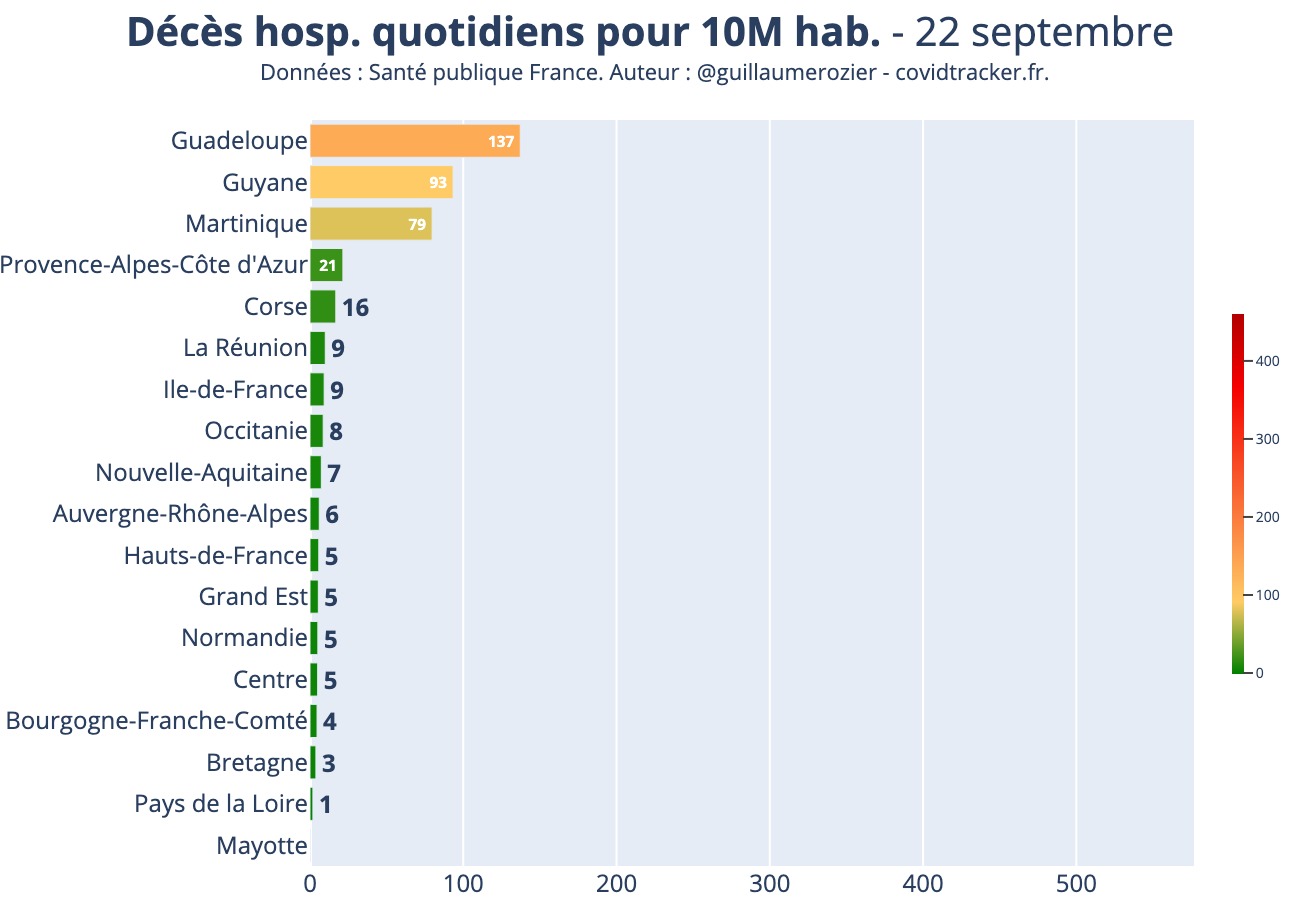 Décès hosp. quotidiens pour 10M hab. - 22 septembre
Données : Santé publique France. Auteur : @guillaumerozier - covidtracker.fr.
Guadeloupe 137
Guyane 93
Martinique 79
Provence-Alpes-Côte d'Azur 21
Corse 16
La Réunion 9
Ile-de-France 9
Occitanie 8
Nouvelle-Aquitaine 7
Auvergne-Rhône-Alpes 6
Hauts-de-France 5
Grand Est 5
Normandie 5
Centre 5
Bourgogne-Franche-Comté 4
Bretagne 3
Pays de la Loire 1
Mayotte
0 100 200 300 400 500
400
300
200
100
0